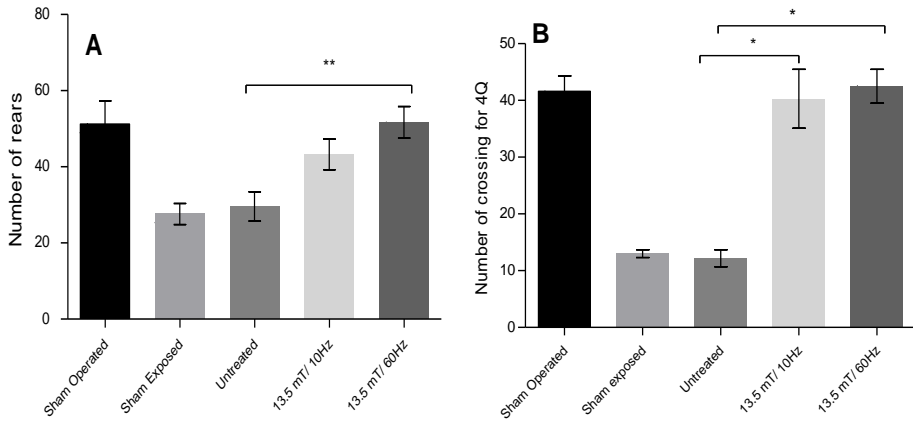 A
Number of rears
80
60
40
20
0
**
Sham Operated
Sham Exposed
Untreated
13.5 mT/ 10Hz
13.5 mT/ 60Hz
B
Number of crossing for 4Q
50
40
30
20
10
0
*
*
Sham Operated
Sham exposed
Untreated
13.5 mT/ 10Hz
13.5 mT/ 60Hz